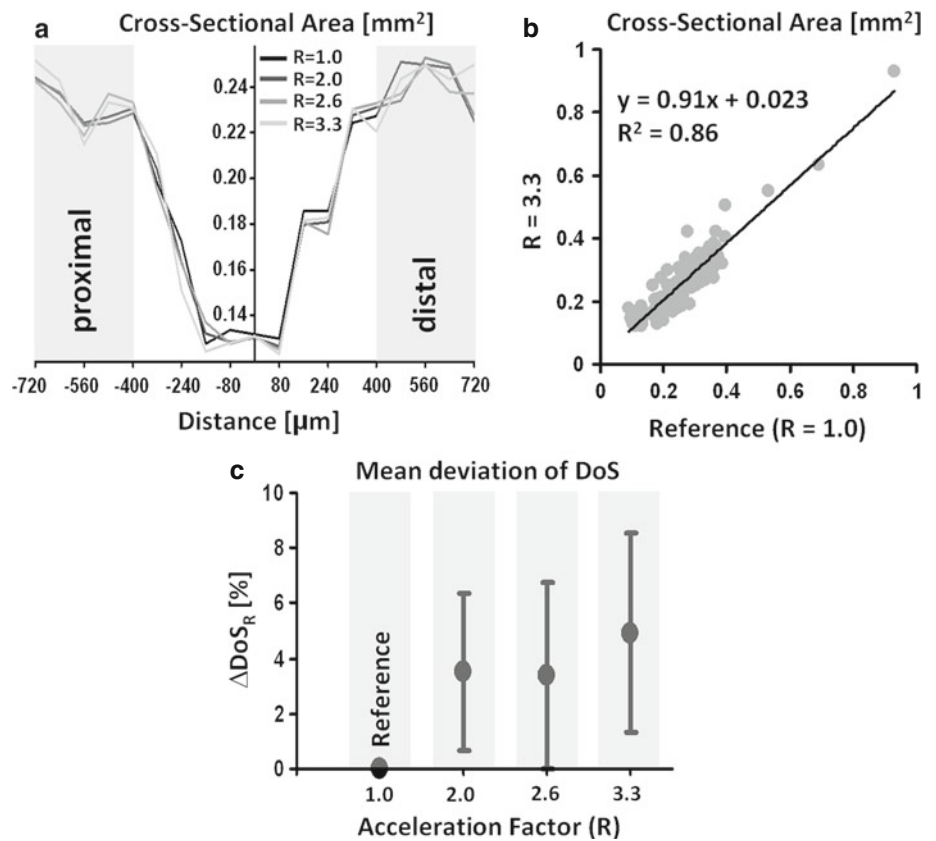 a
Cross-Sectional Area [mm²]
R=1.0
R=2.0
R=2.6
R=3.3
0.24
0.22
0.20
0.18
0.16
0.14
proximal
distal
-720 -560 -400 -240 -80 80 240 400 560 720
Distance [µm]
b
Cross-Sectional Area [mm²]
y = 0.91x + 0.023
R² = 0.86
R = 3.3
1
0.8
0.6
0.4
0.2
0
0 0.2 0.4 0.6 0.8 1
Reference (R = 1.0)
c
Mean deviation of DoS
ΔDoS_R [%]
10
8
6
4
2
0
Reference
1.0 2.0 2.6 3.3
Acceleration Factor (R)